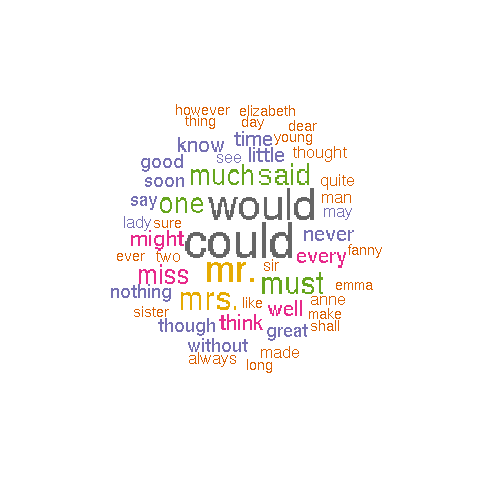 however elizabeth
thing day dear
know time young
good see little thought
soon much said quite
say one would man
may
lady sure could never
might every fanny
ever two mr. sir
miss must emma
nothing mrs. like anne
sister well make
though think great shall
without
always made
long